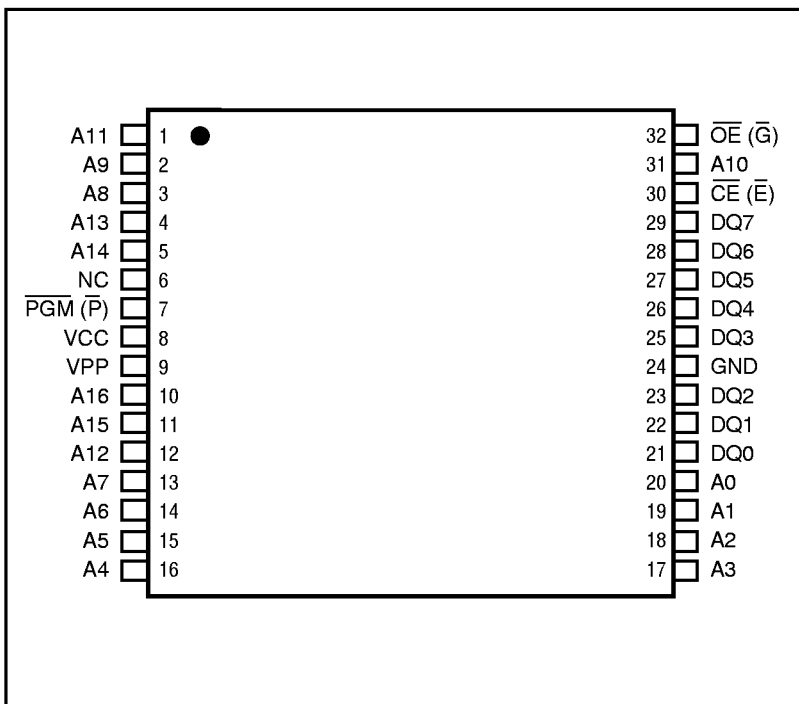 A11 1 32 O̅E̅ (G̅)
A9 2 31 A10
A8 3 30 C̅E̅ (E̅)
A13 4 29 DQ7
A14 5 28 DQ6
NC 6 27 DQ5
P̅G̅M̅ (P̅) 7 26 DQ4
VCC 8 25 DQ3
VPP 9 24 GND
A16 10 23 DQ2
A15 11 22 DQ1
A12 12 21 DQ0
A7 13 20 A0
A6 14 19 A1
A5 15 18 A2
A4 16 17 A3